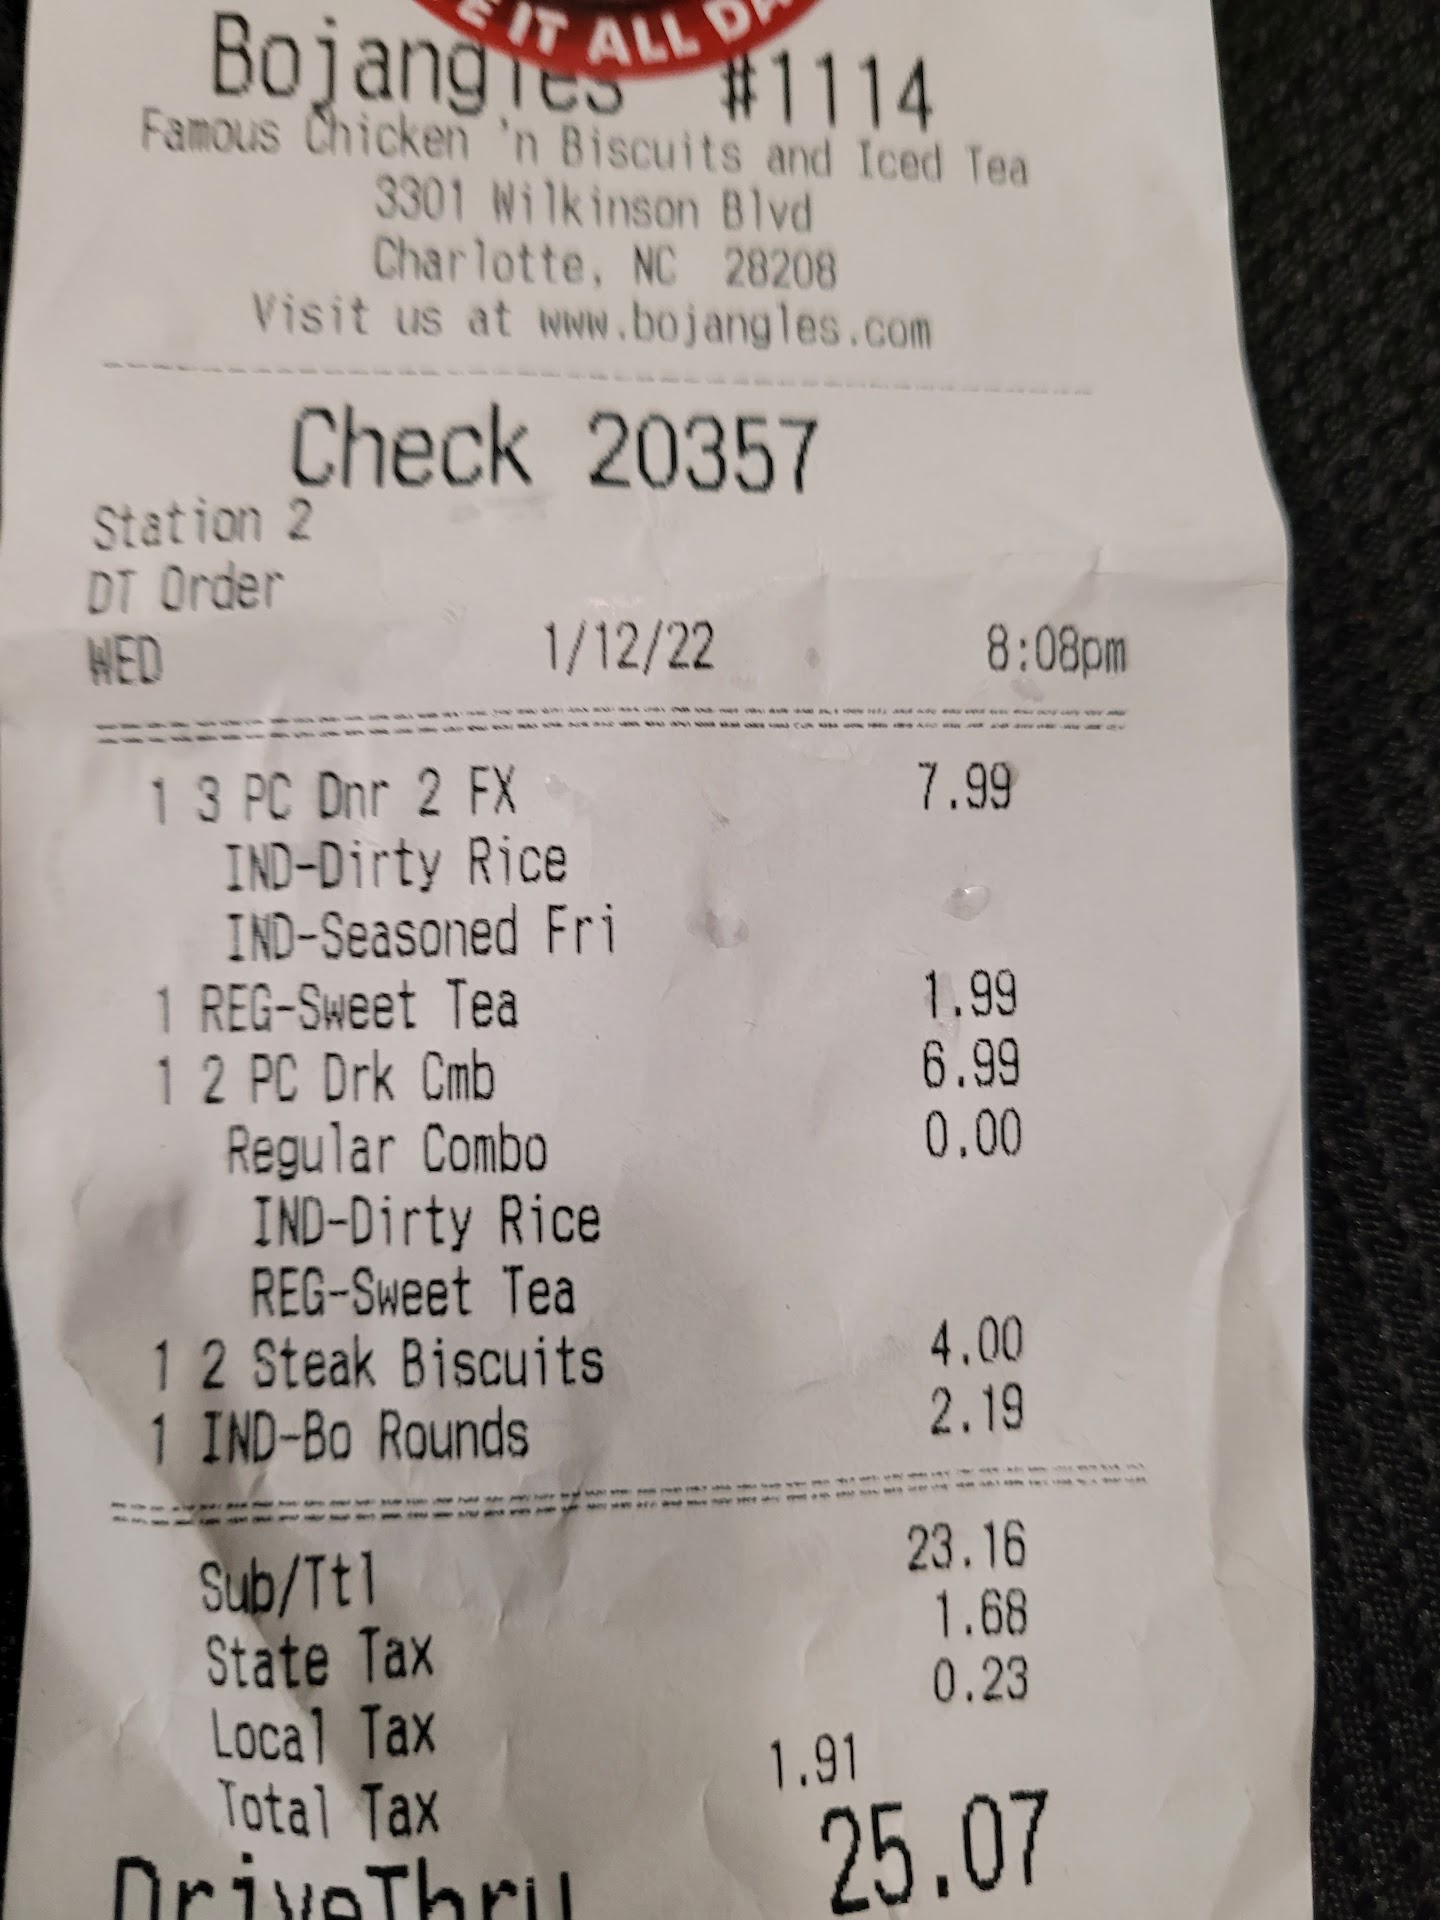 IT ALL DA
Bojangles #1114
Famous Chicken 'n Biscuits and Iced Tea
3301 Wilkinson Blvd
Charlotte, NC 28208
Visit us at www.bojangles.com
Check 20357
Station 2
DT Order
WED 1/12/22 8:08pm
1 3 PC Dnr 2 FX 7.99
IND-Dirty Rice
IND-Seasoned Fri
1 REG-Sweet Tea 1.99
1 2 PC Drk Cmb 6.99
Regular Combo 0.00
IND-Dirty Rice
REG-Sweet Tea
1 2 Steak Biscuits 4.00
1 IND-Bo Rounds 2.19
Sub/Ttl 23.16
State Tax 1.68
Local Tax 0.23
Total Tax 1.91
DriveThru 25.07